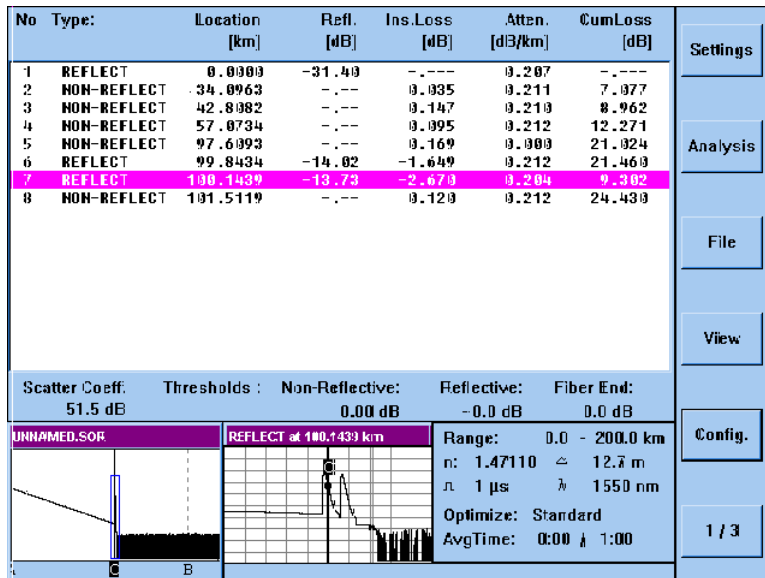 No Type: Location Refl. Ins.Loss Atten. CumLoss
[km] [dB] [dB] [dB/km] [dB]
1 REFLECT 0.0000 -31.40 -.--- 0.207 -.---
2 NON-REFLECT 34.0963 -.-- 0.035 0.211 7.077
3 NON-REFLECT 42.8082 -.-- 0.147 0.210 8.962
4 NON-REFLECT 57.0734 -.-- 0.095 0.212 12.271
5 NON-REFLECT 97.6093 -.-- 0.169 0.000 21.024
6 REFLECT 99.8434 -14.02 -1.649 0.212 21.460
7 REFLECT 100.1439 -13.73 -2.670 0.204 9.302
8 NON-REFLECT 101.5119 -.-- 0.120 0.212 24.430
Settings
Analysis
File
View
Config.
1 / 3
Scatter Coeff: Thresholds : Non-Reflective: Reflective: Fiber End:
51.5 dB 0.00 dB -0.0 dB 0.0 dB
UNNAMED.SOR
B
REFLECT at 100.1439 km
Range: 0.0 - 200.0 km
n: 1.47110 12.7 m
1 µs λ 1550 nm
Optimize: Standard
AvgTime: 0:00 / 1:00